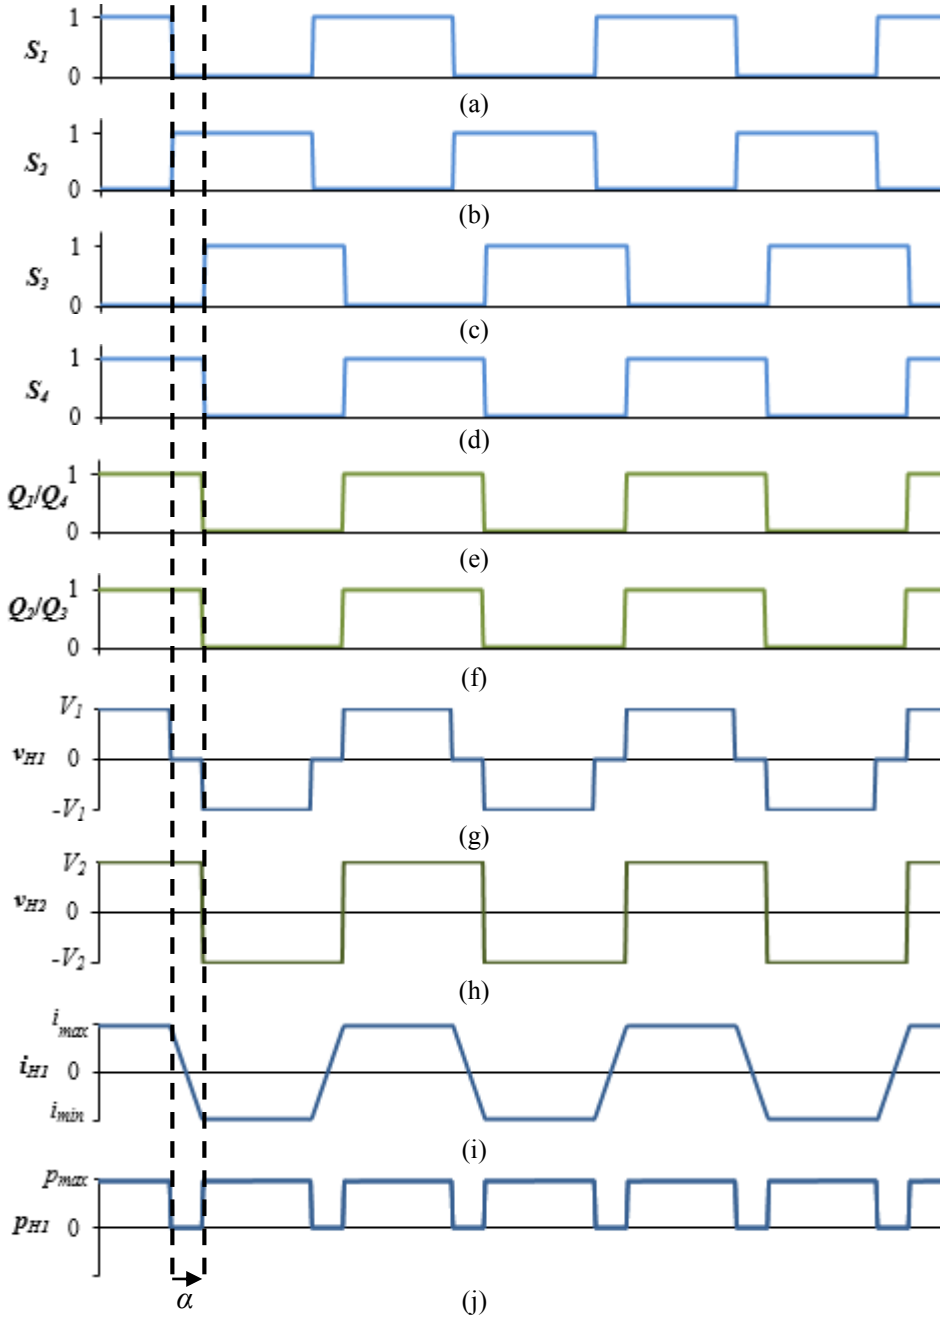 1
S1
0
(a)
1
S2
0
(b)
1
S3
0
(c)
1
S4
0
(d)
1
Q1/Q4
0
(e)
1
Q2/Q3
0
(f)
V1
vH1 0
-V1
(g)
V2
vH2 0
-V2
(h)
imax
iH1 0
imin
(i)
pmax
pH1 0
α
(j)